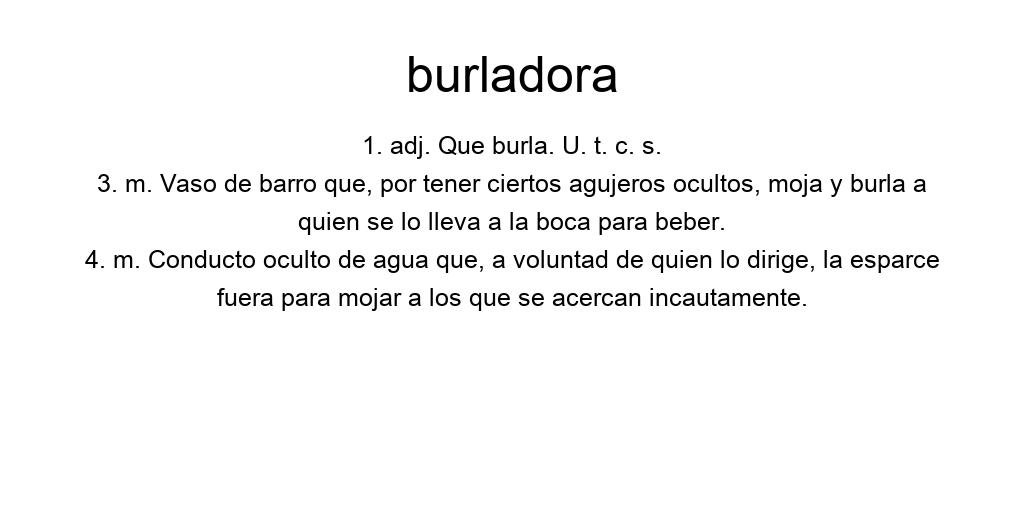 burladora
1. adj. Que burla. U. t. c. s.
3. m. Vaso de barro que, por tener ciertos agujeros ocultos, moja y burla a
quien se lo lleva a la boca para beber.
4. m. Conducto oculto de agua que, a voluntad de quien lo dirige, la esparce
fuera para mojar a los que se acercan incautamente.